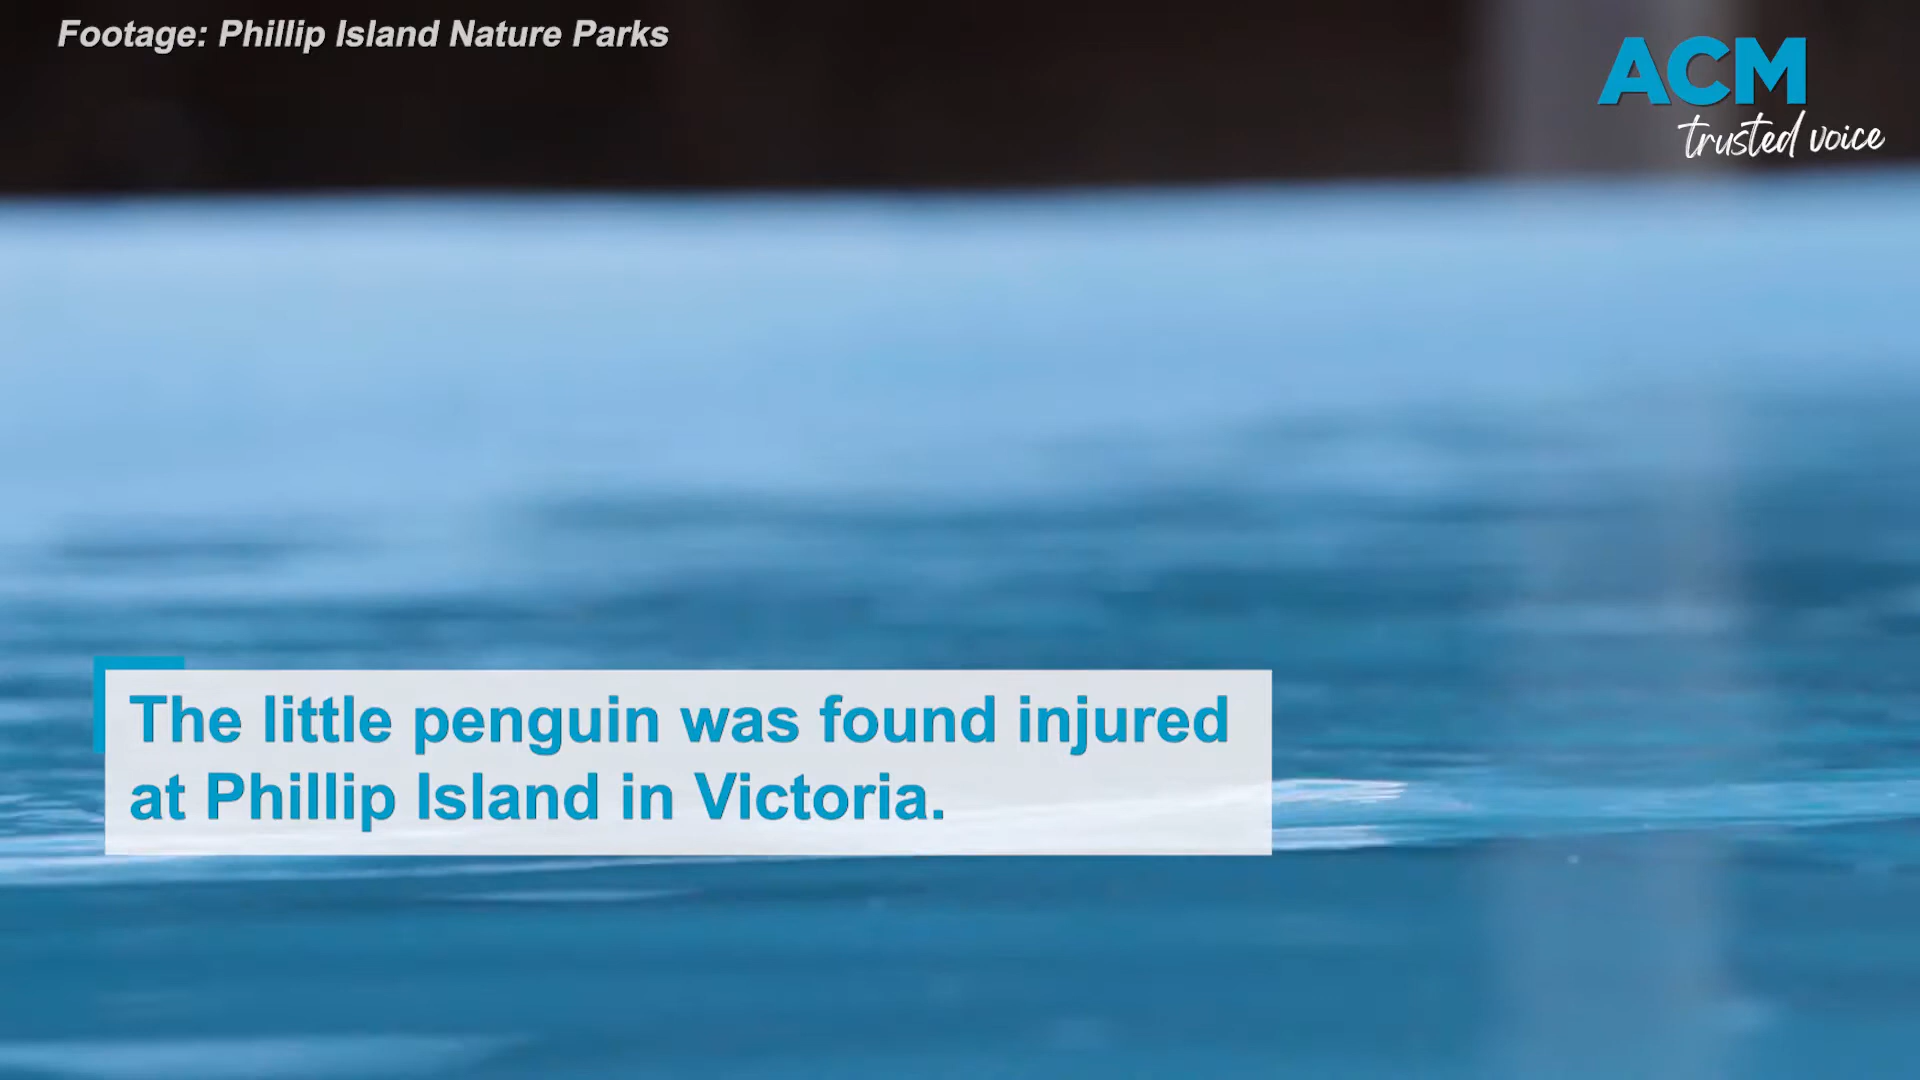 Footage: Phillip Island Nature Parks
ACM
trusted voice
The little penguin was found injured
at Phillip Island in Victoria.